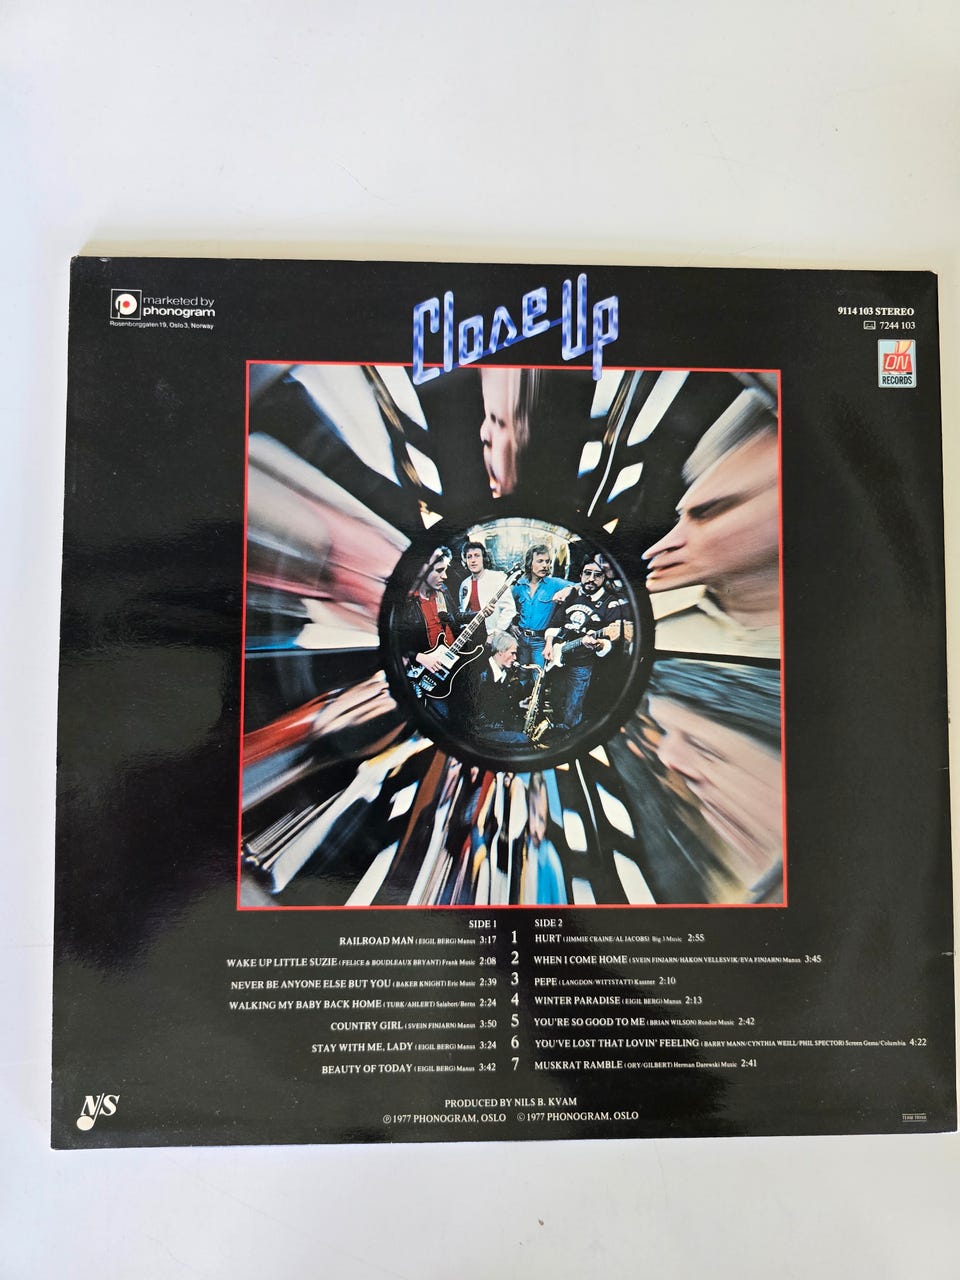 marketed by
phonogram
Rosenborggaten 19, Oslo 3, Norway
Close Up
9114 103 STEREO
7244 103
ON
RECORDS
SIDE 1
RAILROAD MAN (EIGIL BERG) Manus 3:17
WAKE UP LITTLE SUZIE (FELICE & BOUDLEAUX BRYANT) Frank Music 2:08
NEVER BE ANYONE ELSE BUT YOU (BAKER KNIGHT) Eric Music 2:39
WALKING MY BABY BACK HOME (TURK/AHLERT) Salabert/Berns 2:24
COUNTRY GIRL (SVEIN FINJARN) Manus 3:50
STAY WITH ME, LADY (EIGIL BERG) Manus 3:24
BEAUTY OF TODAY (EIGIL BERG) Manus 3:42
1
2
3
4
5
6
7
SIDE 2
HURT (JIMMIE CRAINE/AL JACOBS) Big 3 Music 2:55
WHEN I COME HOME (SVEIN FINJARN/HAKON VELLESVIK/EVA FINJARN) Manus 3:45
PEPE (LANGDON/WITTSTATT) Kassner 2:10
WINTER PARADISE (EIGIL BERG) Manus 2:13
YOU'RE SO GOOD TO ME (BRIAN WILSON) Rondor Music 2:42
YOU'VE LOST THAT LOVIN' FEELING (BARRY MANN/CYNTHIA WEILL/PHIL SPECTOR) Screen Gems/Columbia 4:22
MUSKRAT RAMBLE (ORY/GILBERT) Herman Darewski Music 2:41
N/S
PRODUCED BY NILS B. KVAM
Ⓟ 1977 PHONOGRAM, OSLO © 1977 PHONOGRAM, OSLO